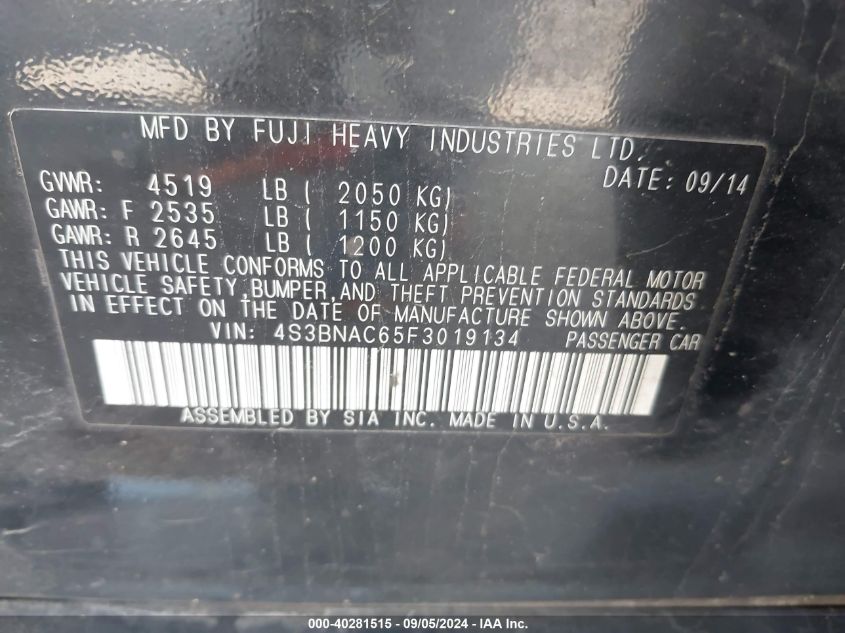 MFD BY FUJI HEAVY INDUSTRIES LTD.
DATE: 09/14
GVWR: 4519 LB ( 2050 KG)
GAWR: F 2535 LB ( 1150 KG)
GAWR: R 2645 LB ( 1200 KG)
THIS VEHICLE CONFORMS TO ALL APPLICABLE FEDERAL MOTOR
VEHICLE SAFETY,BUMPER,AND THEFT PREVENTION STANDARDS
IN EFFECT ON THE DATE OF MANUFACTURE SHOWN ABOVE.
VIN: 4S3BNAC65F3019134 PASSENGER CAR
ASSEMBLED BY SIA INC. MADE IN U.S.A.
000-40281515 - 09/05/2024 - IAA Inc.